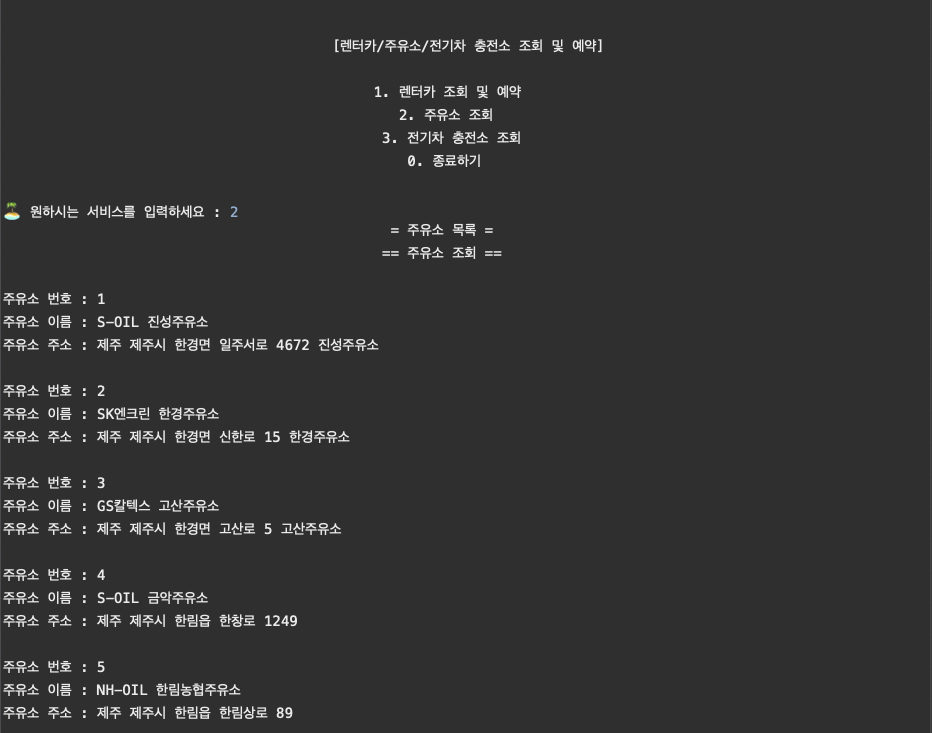 [렌터카/주유소/전기차 충전소 조회 및 예약]
1. 렌터카 조회 및 예약
2. 주유소 조회
3. 전기차 충전소 조회
0. 종료하기
원하시는 서비스를 입력하세요 : 2
= 주유소 목록 =
== 주유소 조회 ==
주유소 번호 : 1
주유소 이름 : S-OIL 진성주유소
주유소 주소 : 제주 제주시 한경면 일주서로 4672 진성주유소
주유소 번호 : 2
주유소 이름 : SK엔크린 한경주유소
주유소 주소 : 제주 제주시 한경면 신한로 15 한경주유소
주유소 번호 : 3
주유소 이름 : GS칼텍스 고산주유소
주유소 주소 : 제주 제주시 한경면 고산로 5 고산주유소
주유소 번호 : 4
주유소 이름 : S-OIL 금악주유소
주유소 주소 : 제주 제주시 한림읍 한창로 1249
주유소 번호 : 5
주유소 이름 : NH-OIL 한림농협주유소
주유소 주소 : 제주 제주시 한림읍 한림상로 89